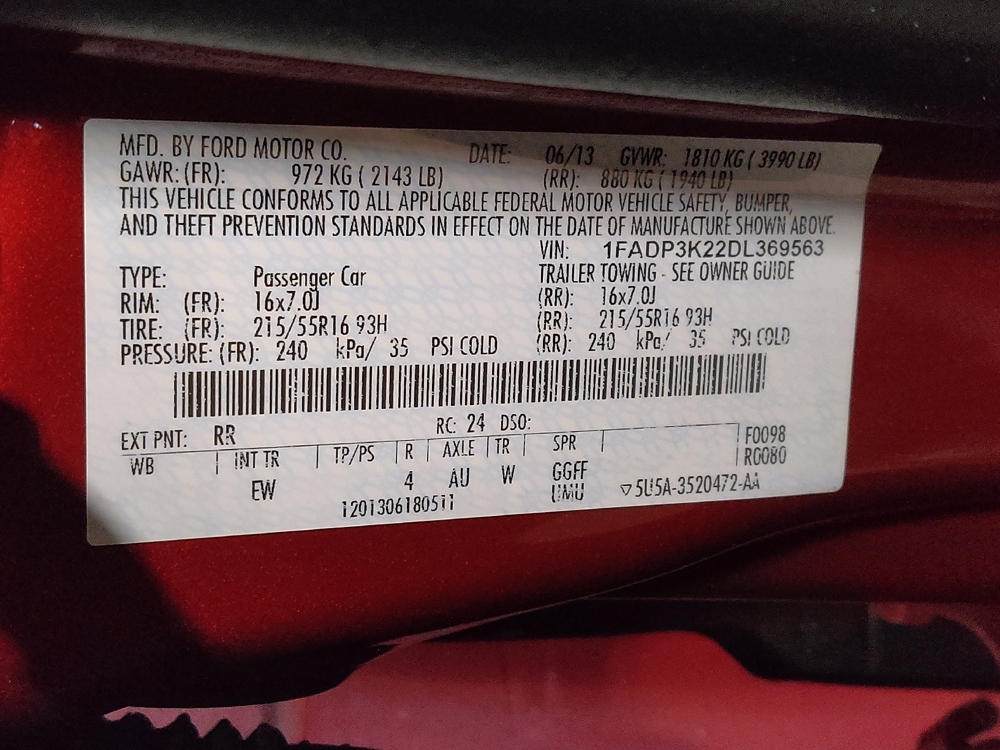 MFD. BY FORD MOTOR CO. DATE: 06/13 GVWR: 1810 KG ( 3990 LB)
GAWR: (FR): 972 KG ( 2143 LB) (RR): 880 KG ( 1940 LB)
THIS VEHICLE CONFORMS TO ALL APPLICABLE FEDERAL MOTOR VEHICLE SAFETY, BUMPER,
AND THEFT PREVENTION STANDARDS IN EFFECT ON THE DATE OF MANUFACTURE SHOWN ABOVE.
VIN: 1FADP3K22DL369563
TYPE: Passenger Car TRAILER TOWING - SEE OWNER GUIDE
RIM: (FR): 16x7.0J (RR): 16x7.0J
TIRE: (FR): 215/55R16 93H (RR): 215/55R16 93H
PRESSURE: (FR): 240 kPa/ 35 PSI COLD (RR): 240 kPa/ 35 PSI COLD
EXT PNT: RR RC: 24 DSO: F0098
WB INT TR TP/PS R AXLE TR SPR R0080
EW 4 AU W GGFF
1201306180511 UMU ▽5U5A-3520472-AA